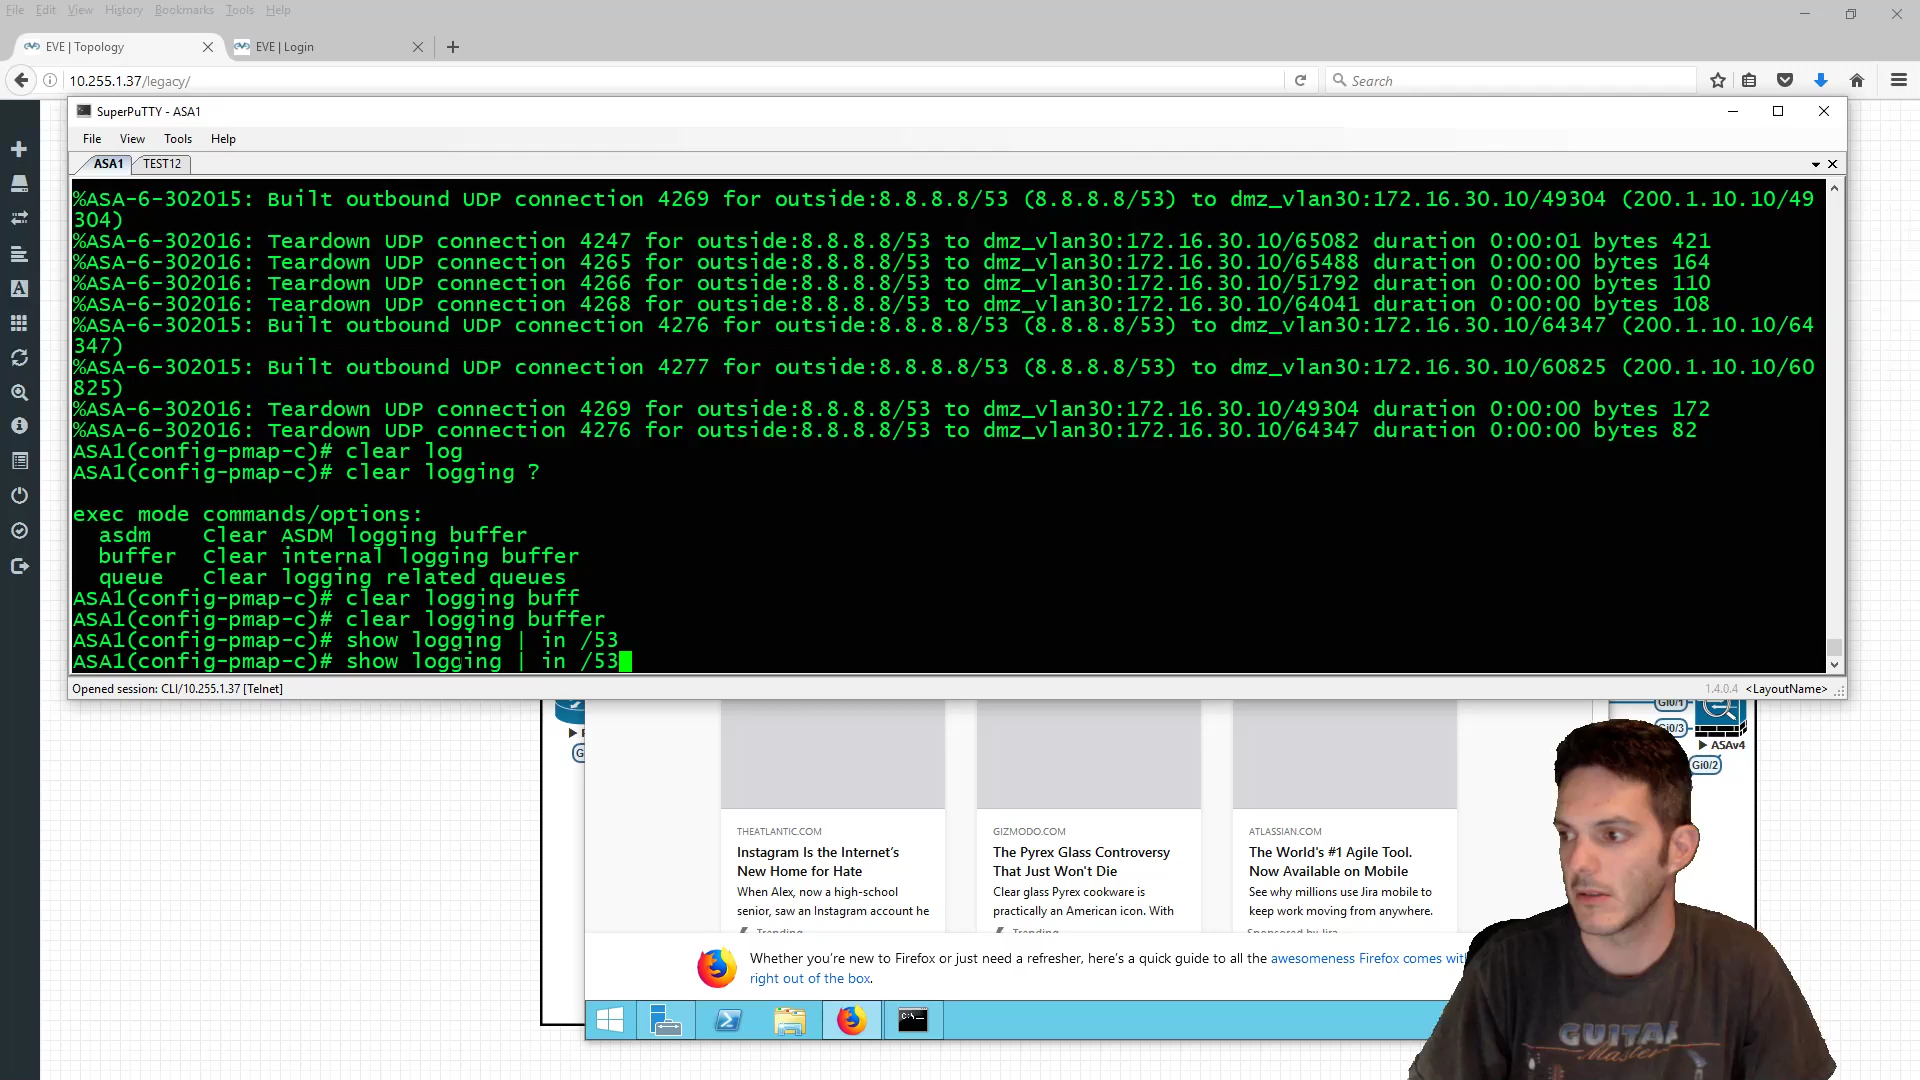 File Edit View History Bookmarks Tools Help
EVE | Topology
EVE | Login
10.255.1.37/legacy/
Search
SuperPuTTY - ASA1
File View Tools Help
ASA1 TEST12
%ASA-6-302015: Built outbound UDP connection 4269 for outside:8.8.8.8/53 (8.8.8.8/53) to dmz_vlan30:172.16.30.10/49304 (200.1.10.10/49
304)
%ASA-6-302016: Teardown UDP connection 4247 for outside:8.8.8.8/53 to dmz_vlan30:172.16.30.10/65082 duration 0:00:01 bytes 421
%ASA-6-302016: Teardown UDP connection 4265 for outside:8.8.8.8/53 to dmz_vlan30:172.16.30.10/65488 duration 0:00:00 bytes 164
%ASA-6-302016: Teardown UDP connection 4266 for outside:8.8.8.8/53 to dmz_vlan30:172.16.30.10/51792 duration 0:00:00 bytes 110
%ASA-6-302016: Teardown UDP connection 4268 for outside:8.8.8.8/53 to dmz_vlan30:172.16.30.10/64041 duration 0:00:00 bytes 108
%ASA-6-302015: Built outbound UDP connection 4276 for outside:8.8.8.8/53 (8.8.8.8/53) to dmz_vlan30:172.16.30.10/64347 (200.1.10.10/64
347)
%ASA-6-302015: Built outbound UDP connection 4277 for outside:8.8.8.8/53 (8.8.8.8/53) to dmz_vlan30:172.16.30.10/60825 (200.1.10.10/60
825)
%ASA-6-302016: Teardown UDP connection 4269 for outside:8.8.8.8/53 to dmz_vlan30:172.16.30.10/49304 duration 0:00:00 bytes 172
%ASA-6-302016: Teardown UDP connection 4276 for outside:8.8.8.8/53 to dmz_vlan30:172.16.30.10/64347 duration 0:00:00 bytes 82
ASA1(config-pmap-c)# clear log
ASA1(config-pmap-c)# clear logging ?
exec mode commands/options:
asdm Clear ASDM logging buffer
buffer Clear internal logging buffer
queue Clear logging related queues
ASA1(config-pmap-c)# clear logging buff
ASA1(config-pmap-c)# clear logging buffer
ASA1(config-pmap-c)# show logging | in /53
ASA1(config-pmap-c)# show logging | in /53
Opened session: CLI/10.255.1.37 [Telnet]
1.4.0.4 <LayoutName>
Gi0/1
Gi0/3
ASAv4
Gi0/2
THEATLANTIC.COM
Instagram Is the Internet's
New Home for Hate
When Alex, now a high-school
senior, saw an Instagram account he
Trending
GIZMODO.COM
The Pyrex Glass Controversy
That Just Won't Die
Clear glass Pyrex cookware is
practically an American icon. With
Trending
ATLASSIAN.COM
The World's #1 Agile Tool.
Now Available on Mobile
See why millions use Jira mobile to
keep work moving from anywhere.
Sponsored by Jira
Whether you're new to Firefox or just need a refresher, here's a quick guide to all the awesomeness Firefox comes
right out of the box.
GUITAR
Master